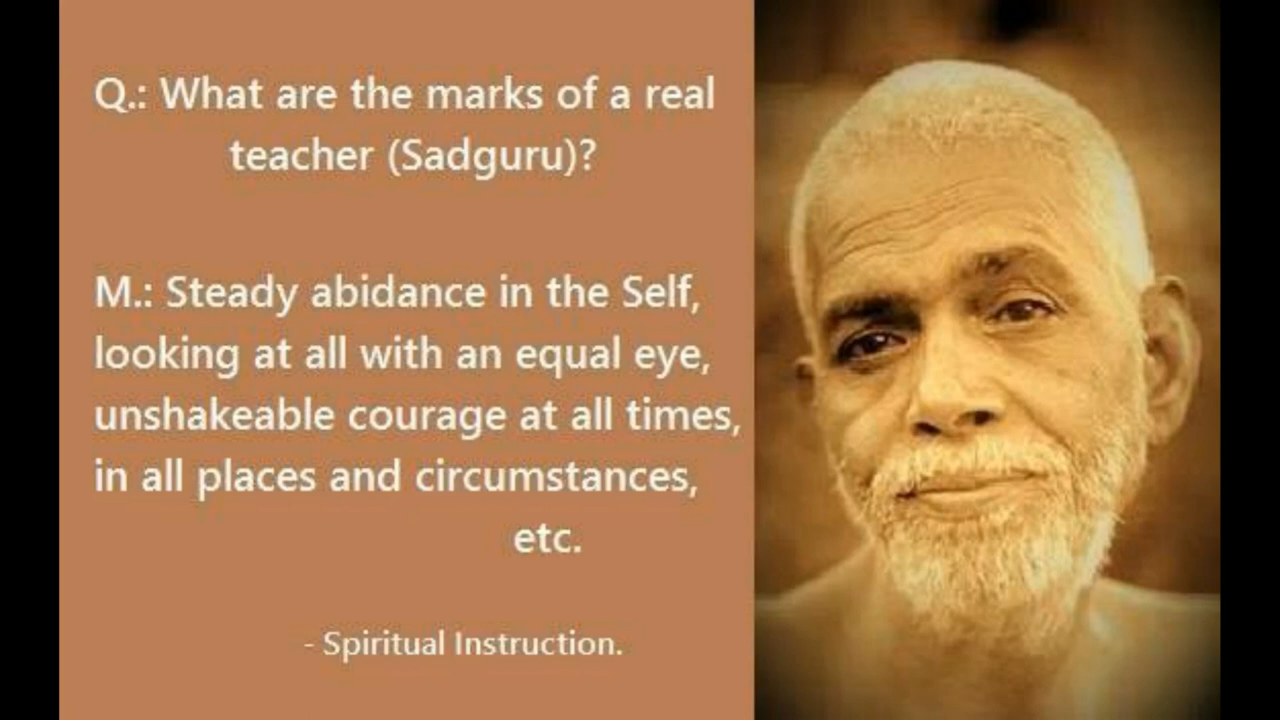 Q.: What are the marks of a real
teacher (Sadguru)?
M.: Steady abidance in the Self,
looking at all with an equal eye,
unshakeable courage at all times,
in all places and circumstances,
etc.
- Spiritual Instruction.